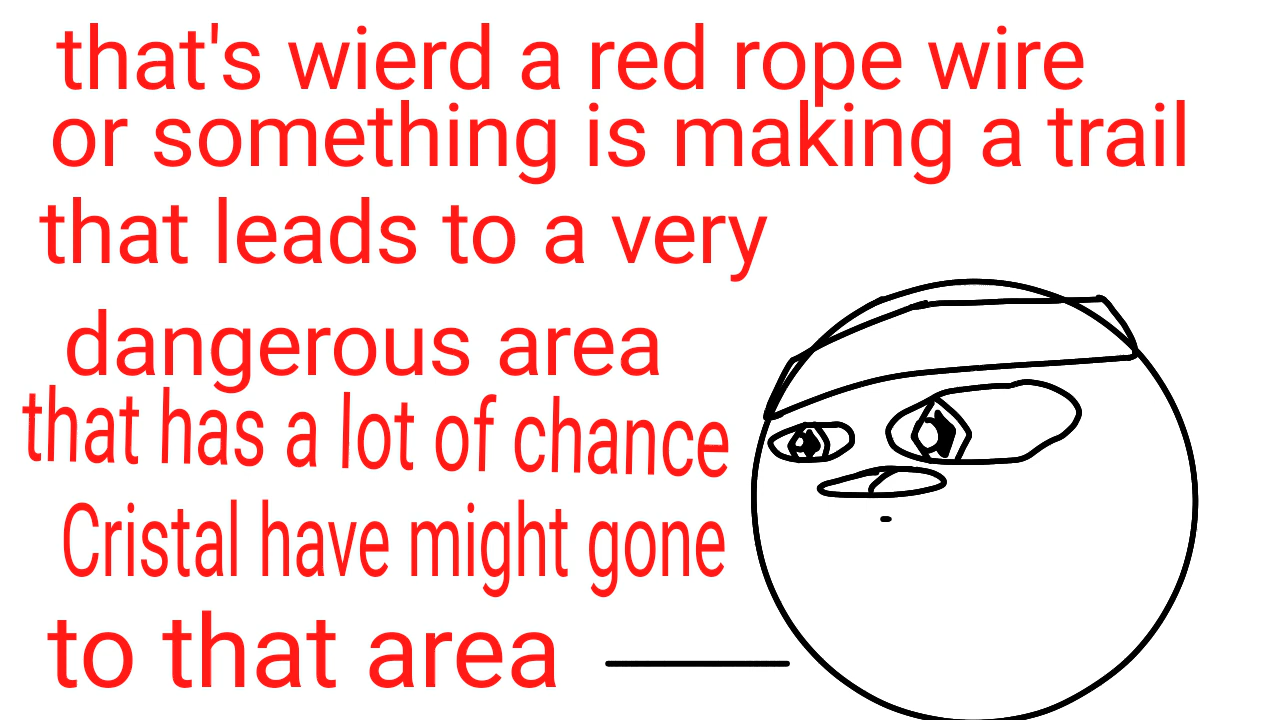 that's wierd a red rope wire
or something is making a trail
that leads to a very
dangerous area
that has a lot of chance
Cristal have might gone
to that area